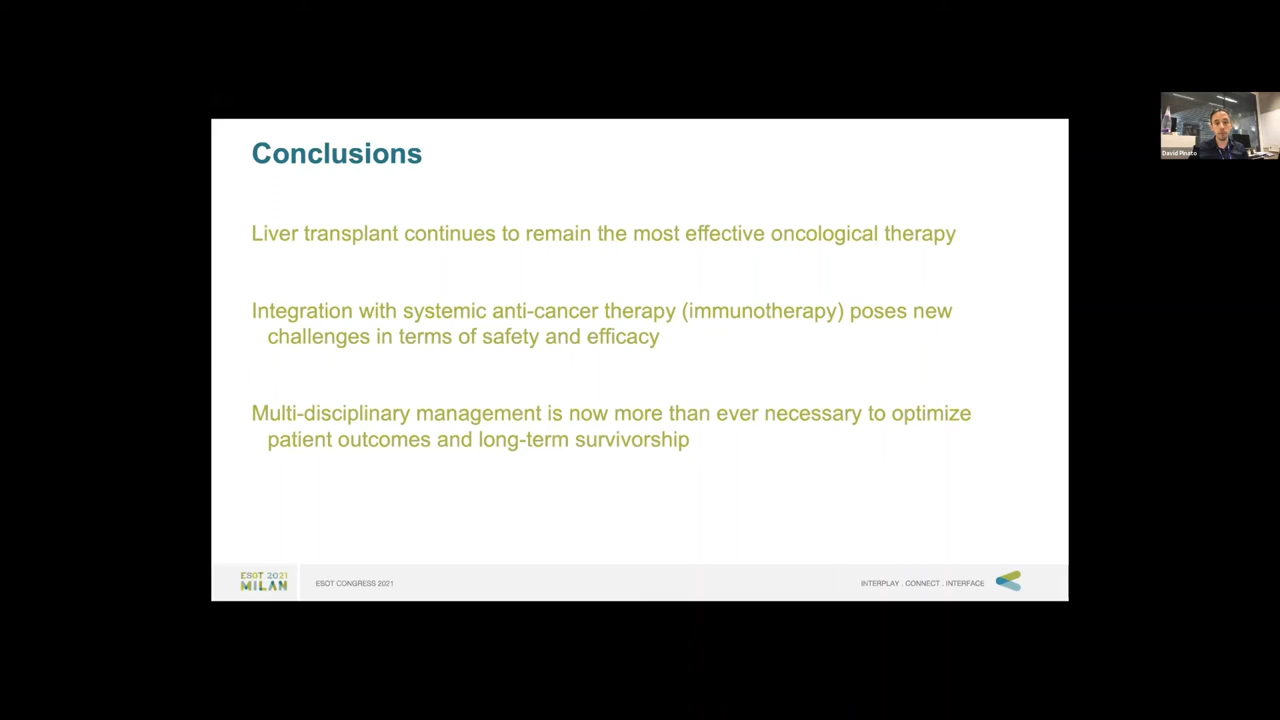 Conclusions
Liver transplant continues to remain the most effective oncological therapy
Integration with systemic anti-cancer therapy (immunotherapy) poses new
challenges in terms of safety and efficacy
Multi-disciplinary management is now more than ever necessary to optimize
patient outcomes and long-term survivorship
ESOT 2021
MILAN
ESOT CONGRESS 2021
INTERPLAY . CONNECT . INTERFACE
David Pinato